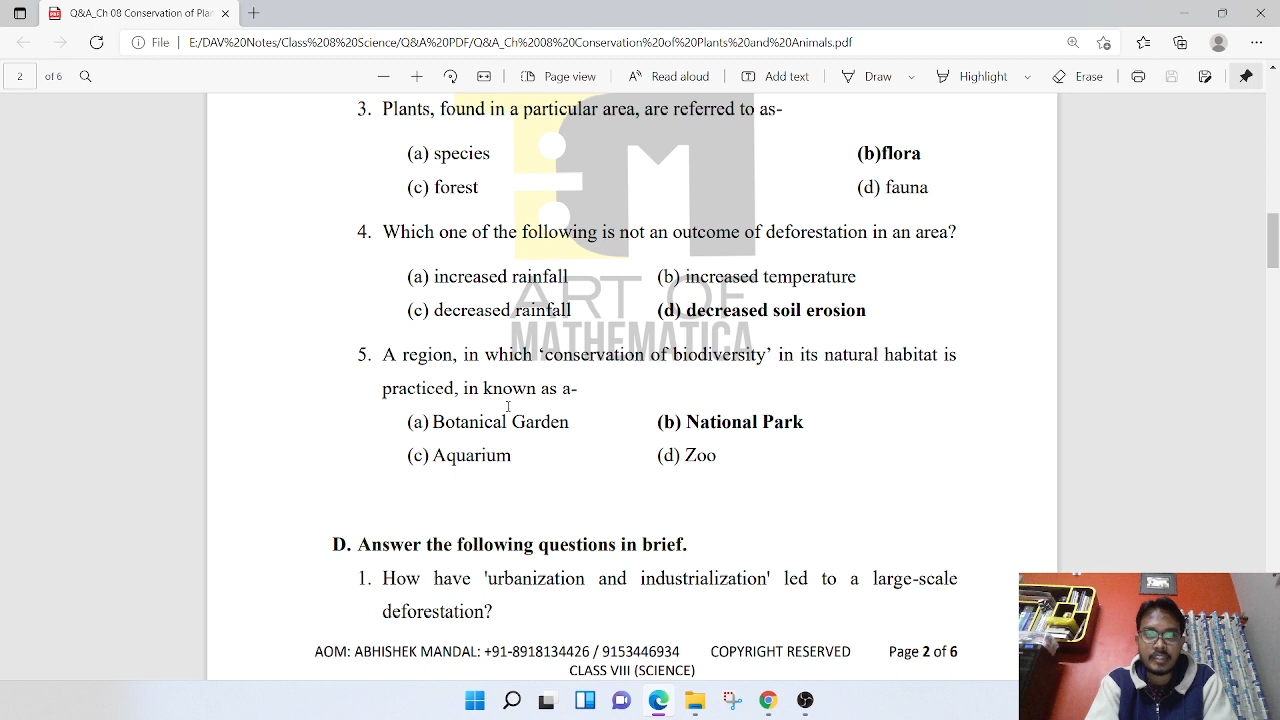 Q&A_Ch 08 Conservation of Plan
File | E:/DAV%20Notes/Class%208%20Science/Q&A%20PDF/Q&A_Ch%2008%20Conservation%20of%20Plants%20and%20Animals.pdf
2 of 6 Page view Read aloud Add text Draw Highlight Erase
3. Plants, found in a particular area, are referred to as-
(a) species (b)flora
(c) forest (d) fauna
4. Which one of the following is not an outcome of deforestation in an area?
(a) increased rainfall (b) increased temperature
(c) decreased rainfall (d) decreased soil erosion
ART OF
MATHEMATICA
5. A region, in which ‘conservation of biodiversity’ in its natural habitat is
practiced, in known as a-
(a) Botanical Garden (b) National Park
(c) Aquarium (d) Zoo
D. Answer the following questions in brief.
1. How have 'urbanization and industrialization' led to a large-scale
deforestation?
AOM: ABHISHEK MANDAL: +91-8918134426 / 9153446934 COPYRIGHT RESERVED Page 2 of 6
CLASS VIII (SCIENCE)